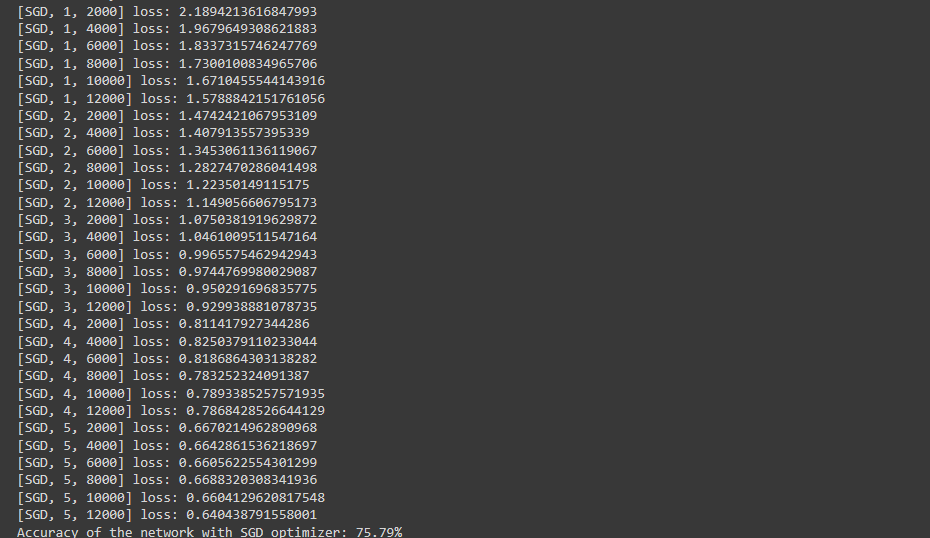 [SGD, 1, 2000] loss: 2.1894213616847993
[SGD, 1, 4000] loss: 1.9679649308621883
[SGD, 1, 6000] loss: 1.8337315746247769
[SGD, 1, 8000] loss: 1.7300100834965706
[SGD, 1, 10000] loss: 1.6710455544143916
[SGD, 1, 12000] loss: 1.5788842151761056
[SGD, 2, 2000] loss: 1.4742421067953109
[SGD, 2, 4000] loss: 1.407913557395339
[SGD, 2, 6000] loss: 1.3453061136119067
[SGD, 2, 8000] loss: 1.2827470286041498
[SGD, 2, 10000] loss: 1.22350149115175
[SGD, 2, 12000] loss: 1.149056606795173
[SGD, 3, 2000] loss: 1.0750381919629872
[SGD, 3, 4000] loss: 1.0461009511547164
[SGD, 3, 6000] loss: 0.9965575462942943
[SGD, 3, 8000] loss: 0.9744769980029087
[SGD, 3, 10000] loss: 0.950291696835775
[SGD, 3, 12000] loss: 0.929938881078735
[SGD, 4, 2000] loss: 0.811417927344286
[SGD, 4, 4000] loss: 0.8250379110233044
[SGD, 4, 6000] loss: 0.8186864303138282
[SGD, 4, 8000] loss: 0.783252324091387
[SGD, 4, 10000] loss: 0.7893385257571935
[SGD, 4, 12000] loss: 0.7868428526644129
[SGD, 5, 2000] loss: 0.6670214962890968
[SGD, 5, 4000] loss: 0.6642861536218697
[SGD, 5, 6000] loss: 0.6605622554301299
[SGD, 5, 8000] loss: 0.6688320308341936
[SGD, 5, 10000] loss: 0.6604129620817548
[SGD, 5, 12000] loss: 0.640438791558001
Accuracy of the network with SGD optimizer: 75.79%